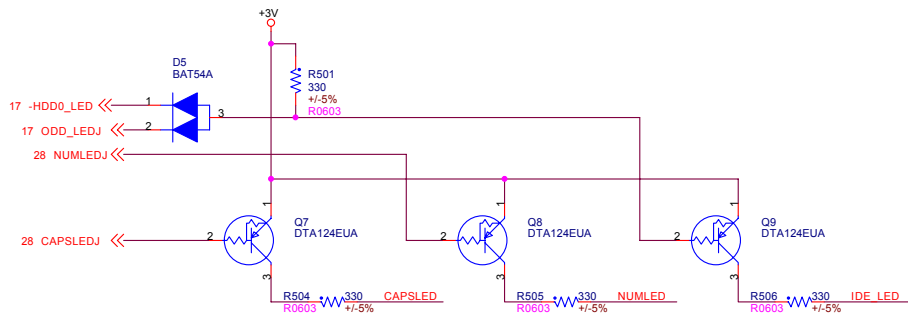 +3V
D5
BAT54A
R501
330
+/-5%
R0603
17 -HDD0_LED
1
3
17 ODD_LEDJ
2
28 NUMLEDJ
1
1
1
Q7
DTA124EUA
Q8
DTA124EUA
Q9
DTA124EUA
28 CAPSLEDJ
2
2
2
3
3
3
R504 330 CAPSLED
R0603 +/-5%
R505 330 NUMLED
R0603 +/-5%
R506 330 IDE_LED
R0603 +/-5%